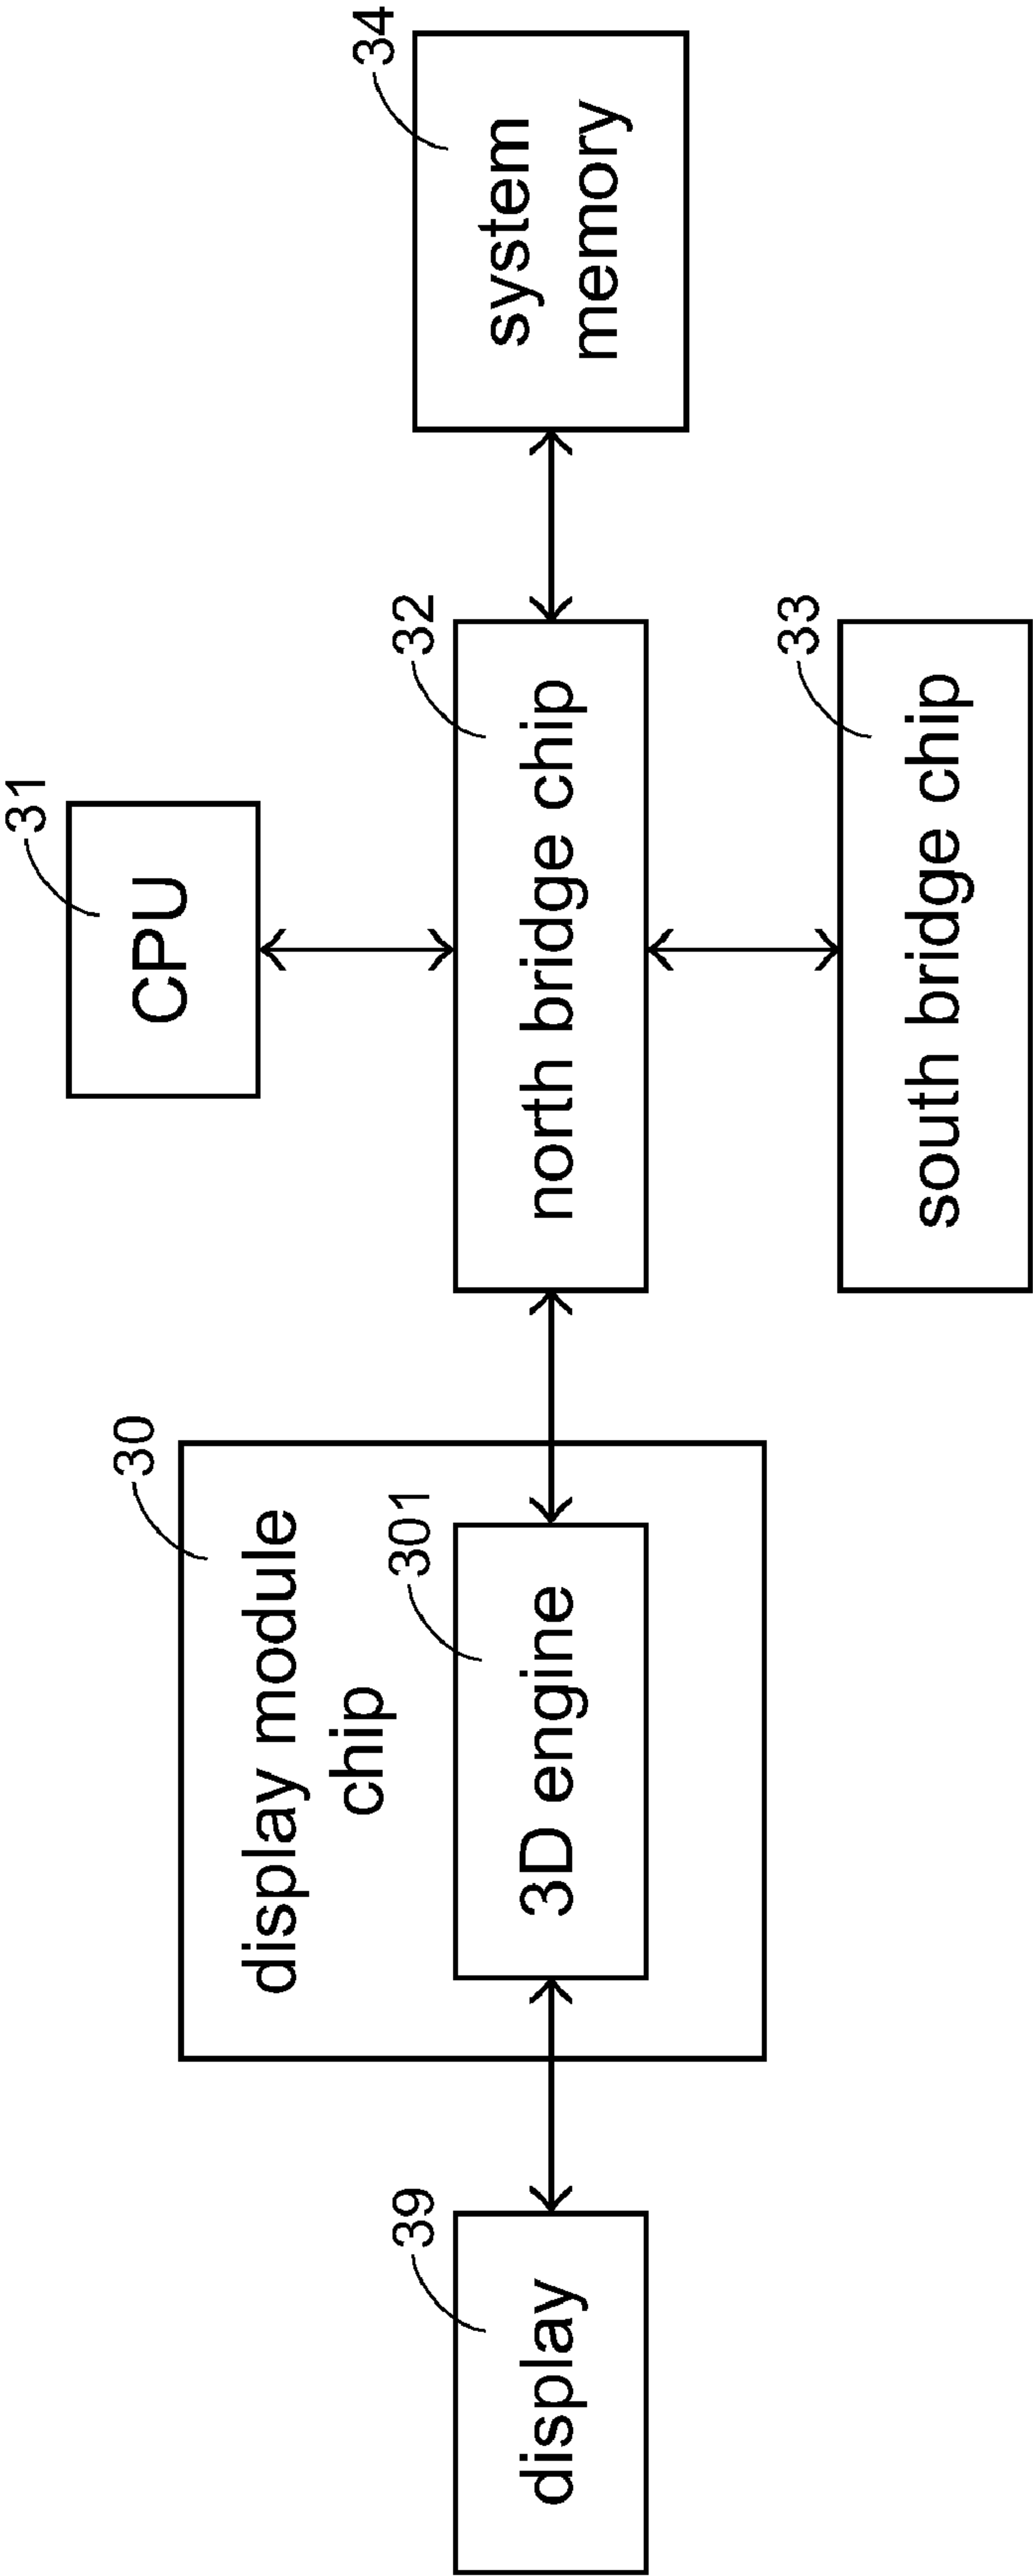 31
CPU
30
display module
chip
39
display
301
3D engine
32
north bridge chip
34
system
memory
33
south bridge chip